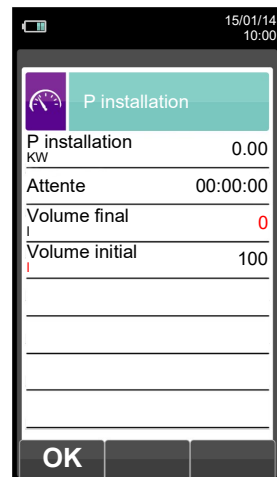 15/01/14
10:00
P installation
P installation 0.00
KW
Attente 00:00:00
Volume final 0
l
Volume initial 100
l
OK